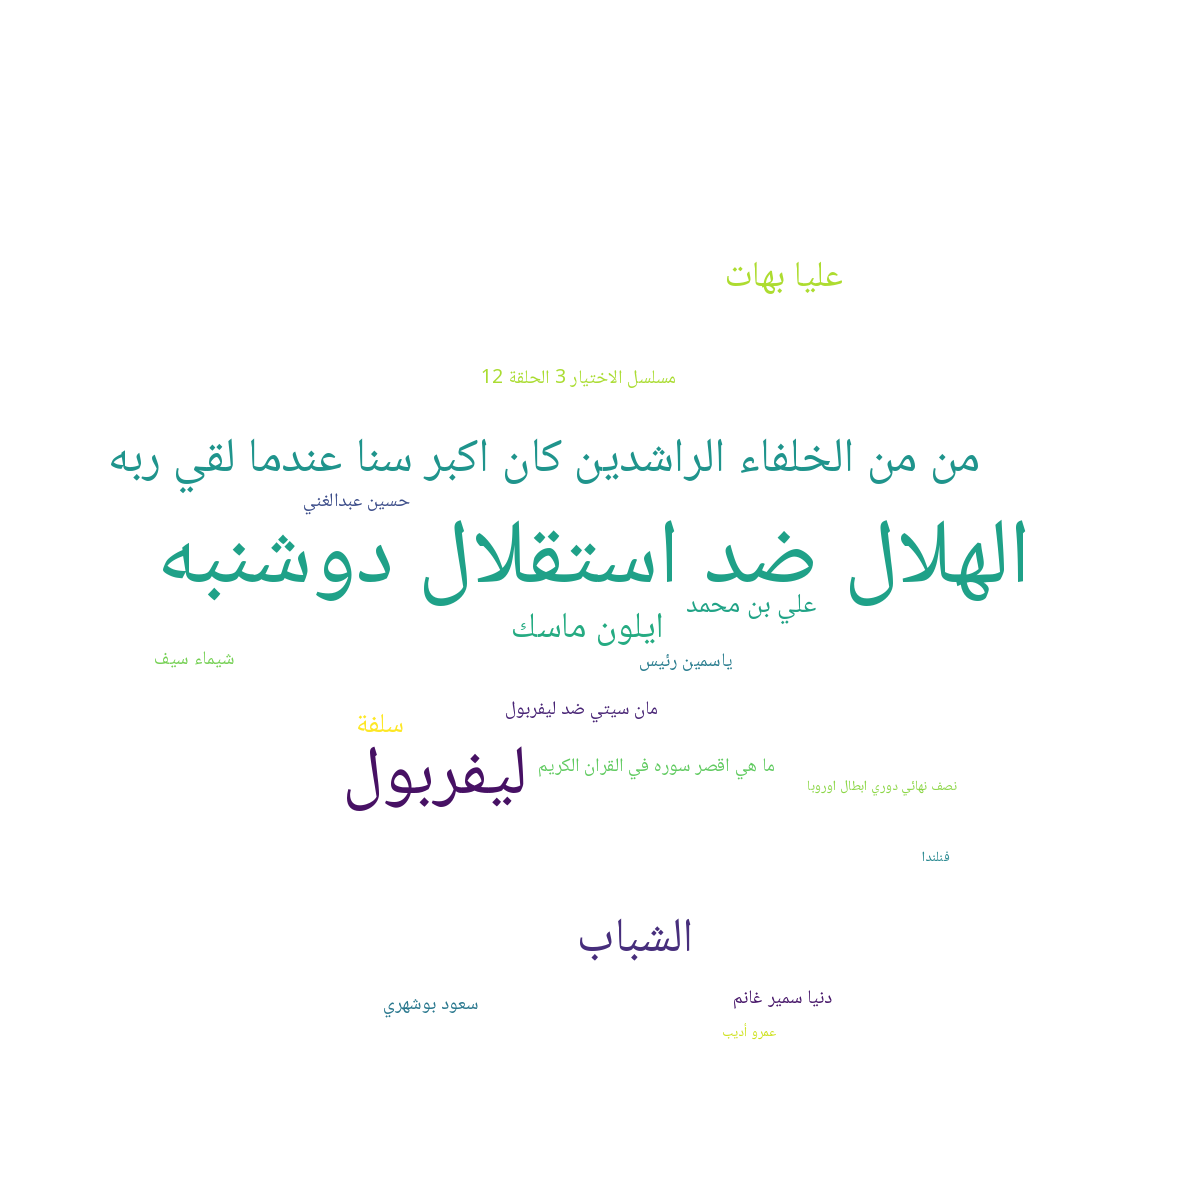 عليا بهات
مسلسل الاختيار 3 الحلقة 12
من من الخلفاء الراشدين كان اكبر سنا عندما لقي ربه
حسين عبدالغني
الهلال ضد استقلال دوشنبه
علي بن محمد
ايلون ماسك
ياسمين رئيس
شيماء سيف
مان سيتي ضد ليفربول
سلفة
ما هي اقصر سوره في القران الكريم
ليفربول
نصف نهائي دوري ابطال اوروبا
فنلندا
الشباب
دنيا سمير غانم
سعود بوشهري
عمرو أديب